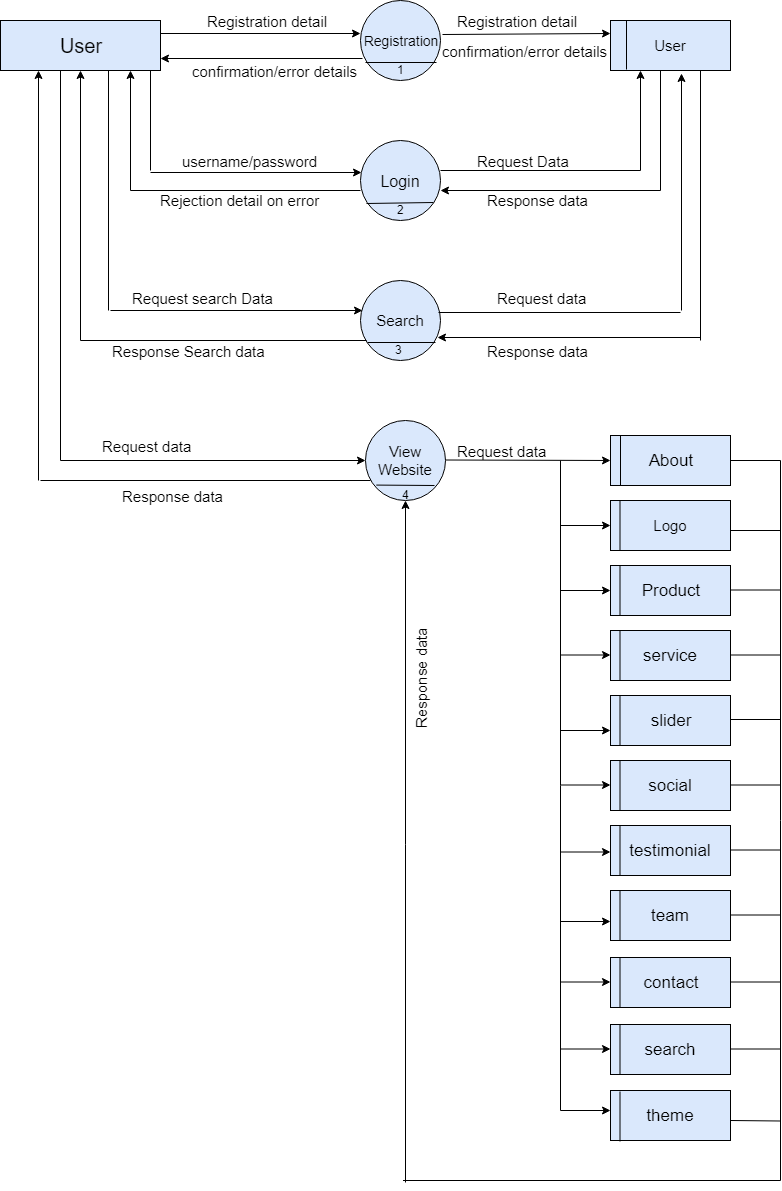 Registration detail
Registration detail
User
Registration
User
confirmation/error details
confirmation/error details
1
username/password
Request Data
Login
Rejection detail on error
Response data
2
Request search Data
Request data
Search
Response Search data
Response data
3
Request data
View
Website
Request data
About
Response data
4
Logo
Product
Response data
service
slider
social
testimonial
team
contact
search
theme